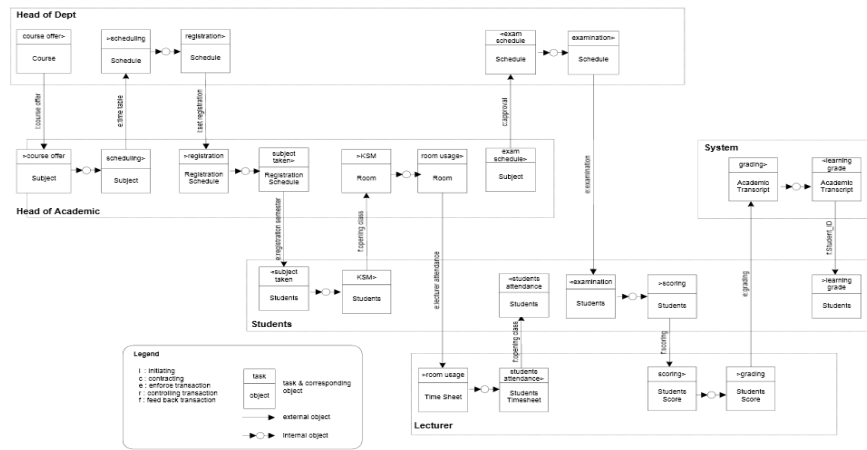 Head of Dept
course offer>
Course
>scheduling
Schedule
registration>
Schedule
<exam
schedule
Schedule
examination>
Schedule
i:course offer
e:time table
i:set registration
c:approval
e:examination
>course offer
Subject
scheduling>
Subject
>registration
Registration
Schedule
subject
taken>
Registration
Schedule
>KSM
Room
room usage>
Room
exam
schedule>
Subject
Head of Academic
System
grading>
Academic
Transcript
<learning
grade
Academic
Transcript
e:registration semester
f:opening class
e:lecturer attendance
e:grading
f:Student_ID
<subject
taken
Students
KSM>
Students
<students
attendance
Students
<examination
Students
>scoring
Students
>learning
grade
Students
Students
f:opening class
f:scoring
>room usage
Time Sheet
students
attendance>
Students
Timesheet
scoring>
Students
Score
>grading
Students
Score
Lecturer
Legend
i : initiating
c : contracting
e : enforce transaction
r : controlling transaction
f : feed back transaction
task
object
task & corresponding
object
external object
internal object